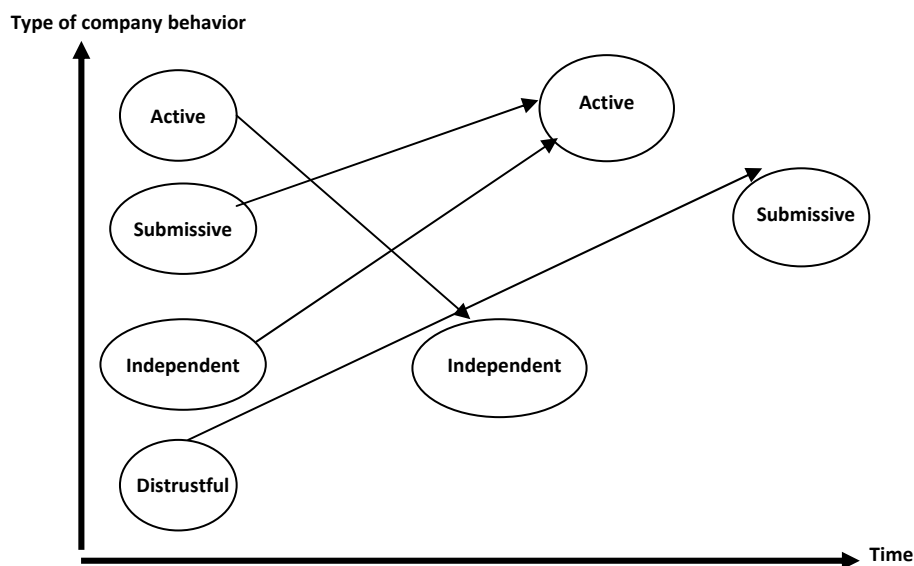 Type of company behavior
Active
Active
Submissive
Submissive
Independent
Independent
Distrustful
Time